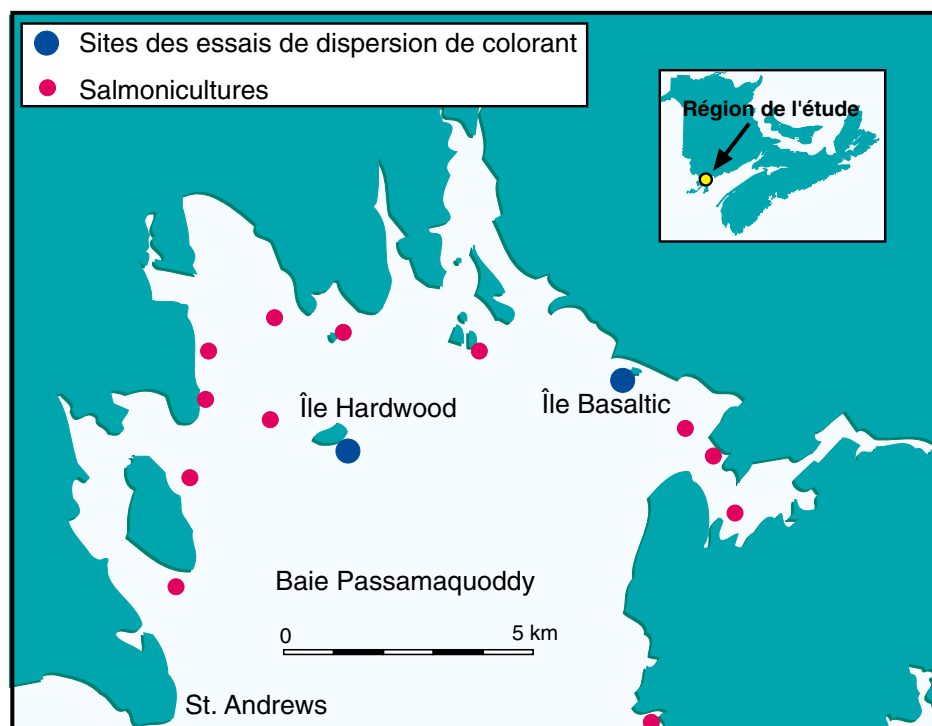 Sites des essais de dispersion de colorant
Salmonicultures
Région de l'étude
Île Hardwood
Île Basaltic
Baie Passamaquoddy
0 5 km
St. Andrews